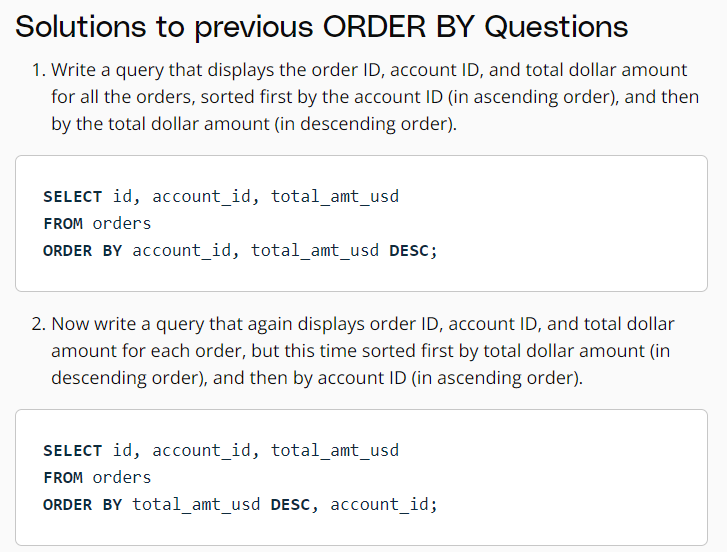 Solutions to previous ORDER BY Questions
1. Write a query that displays the order ID, account ID, and total dollar amount
for all the orders, sorted first by the account ID (in ascending order), and then
by the total dollar amount (in descending order).
SELECT id, account_id, total_amt_usd
FROM orders
ORDER BY account_id, total_amt_usd DESC;
2. Now write a query that again displays order ID, account ID, and total dollar
amount for each order, but this time sorted first by total dollar amount (in
descending order), and then by account ID (in ascending order).
SELECT id, account_id, total_amt_usd
FROM orders
ORDER BY total_amt_usd DESC, account_id;